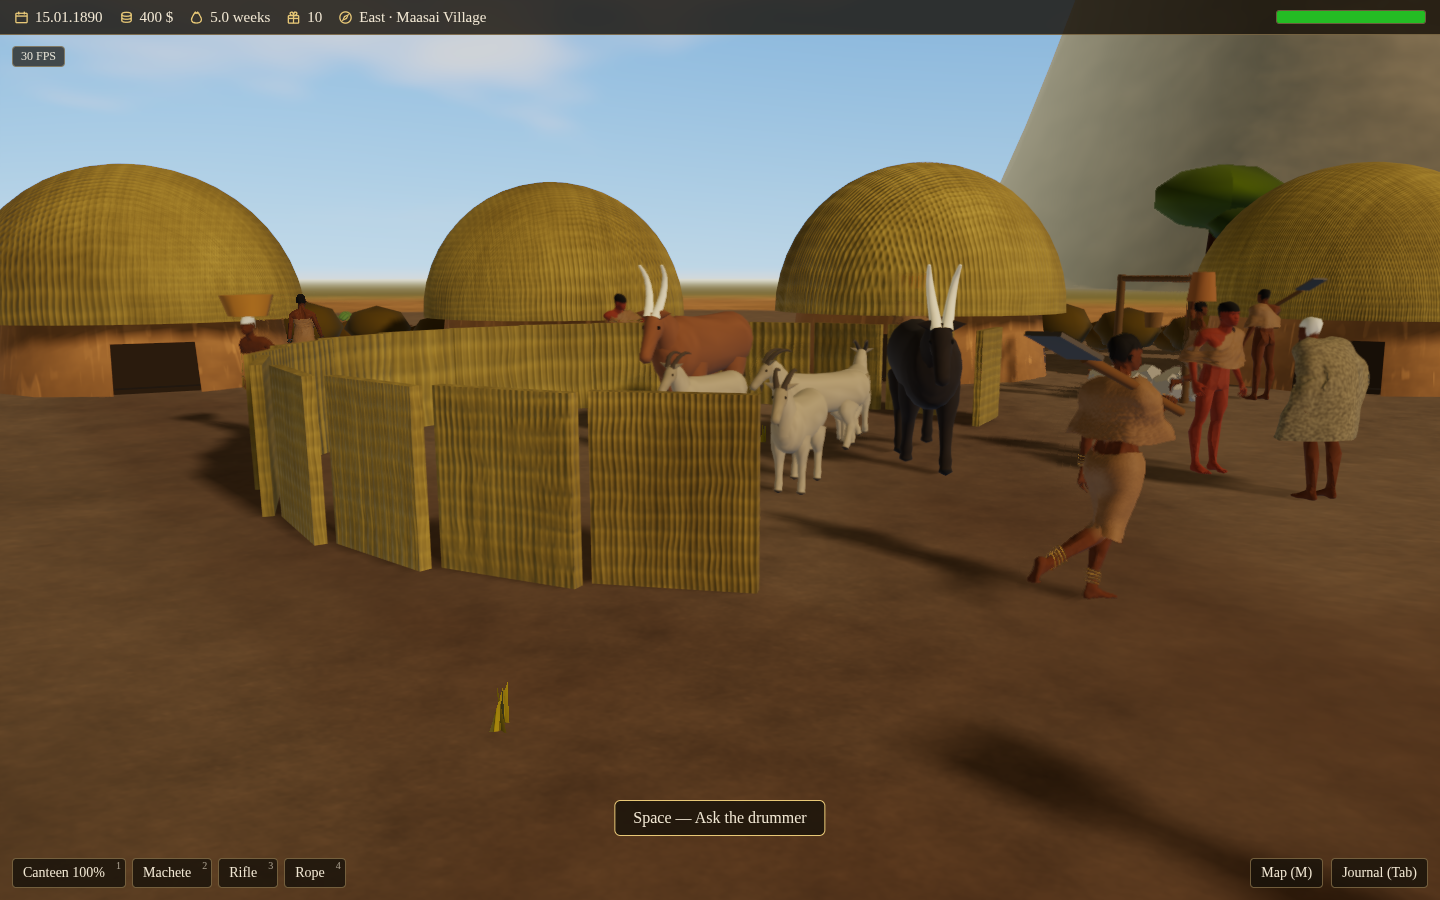 15.01.1890 400 $ 5.0 weeks 10 East · Maasai Village
30 FPS
Space — Ask the drummer
Canteen 100% 1 Machete 2 Rifle 3 Rope 4 Map (M) Journal (Tab)